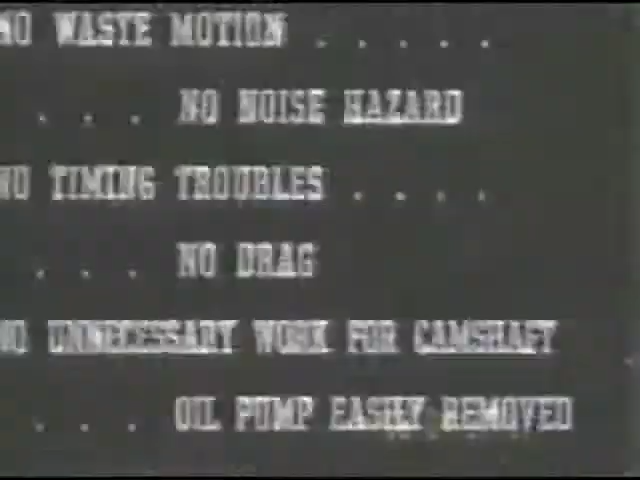 NO WASTE MOTION . . . . .
. . . NO NOISE HAZARD
NO TIMING TROUBLES . . . .
. . . NO DRAG
NO UNNECESSARY WORK FOR CAMSHAFT
. . . OIL PUMP EASILY REMOVED